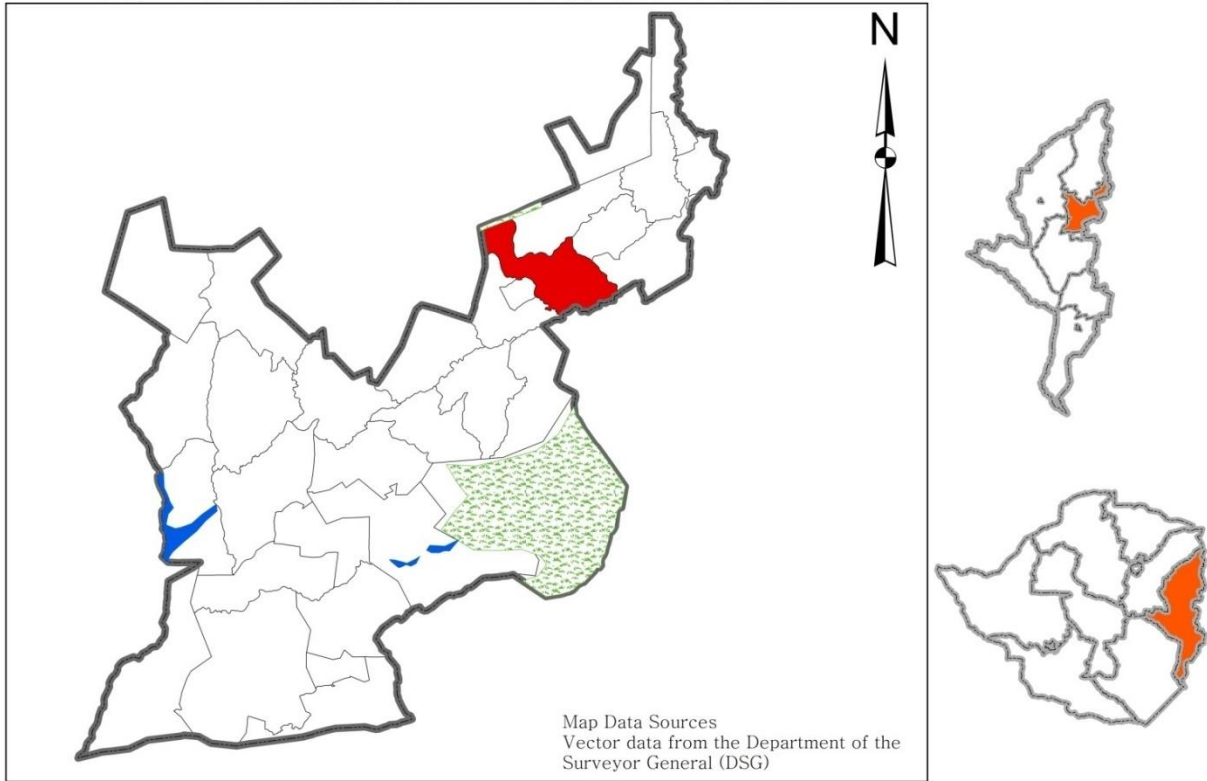 N
Map Data Sources
Vector data from the Department of the
Surveyor General (DSG)